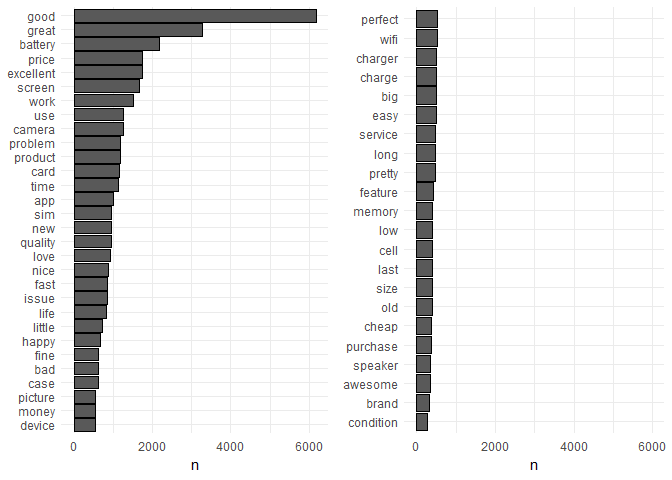 good
great
battery
price
excellent
screen
work
use
camera
problem
product
card
time
app
sim
new
quality
love
nice
fast
issue
life
little
happy
fine
bad
case
picture
money
device
0 2000 4000 6000
n
perfect
wifi
charger
charge
big
easy
service
long
pretty
feature
memory
low
cell
last
size
old
cheap
purchase
speaker
awesome
brand
condition
0 2000 4000 6000
n